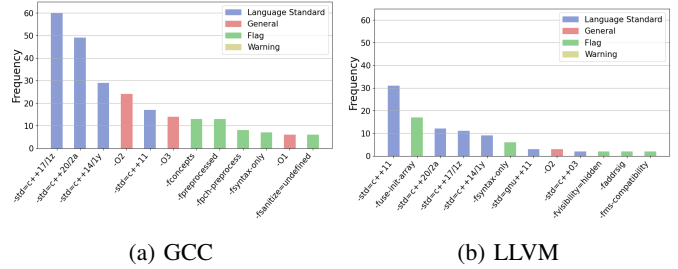 Frequency
60
50
40
30
20
10
0
Language Standard
General
Flag
Warning
-std=c++17/1z
-std=c++20/2a
-std=c++14/1y
-O2
-std=c++11
-O3
-fconcepts
-fpreprocessed
-fpch-preprocess
-fsyntax-only
-O1
-fsanitize=undefined
(a) GCC
Frequency
60
50
40
30
20
10
0
Language Standard
General
Flag
Warning
-std=c++11
-fuse-init-array
-std=c++20/2a
-std=c++17/1z
-std=c++14/1y
-fsyntax-only
-std=gnu++11
-O2
-std=c++03
-fvisibility=hidden
-faddrsig
-fms-compatibility
(b) LLVM